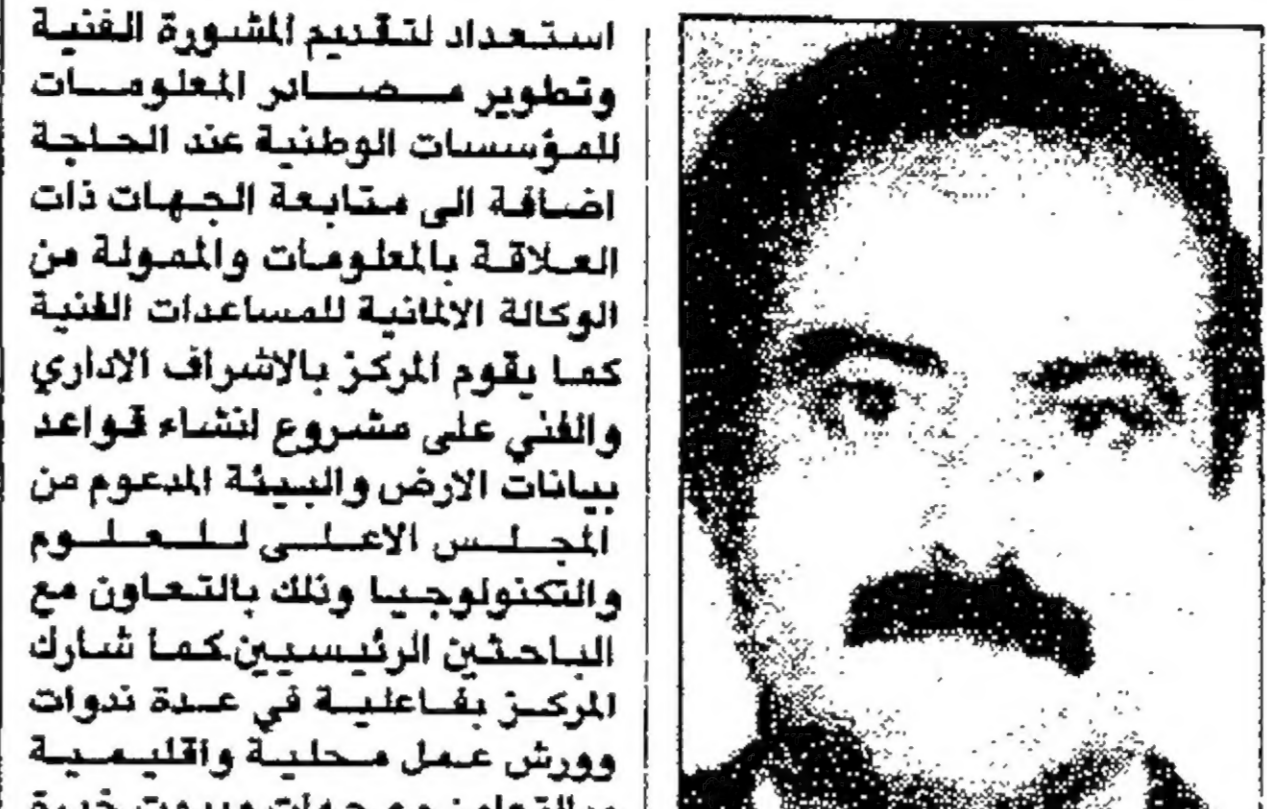 استعداد لتقديم المشورة الفنية
وتطوير مصادر المعلومات
للمؤسسات الوطنية عند الحاجة
اضافة الى متابعة الجهات ذات
العلاقة بالمعلومات والممولة من
الوكالة الالمانية للمساعدات الفنية
كما يقوم المركز بالاشراف الاداري
والفني على مشروع انشاء قواعد
بيانات الارض والبيئة المدعوم من
المجلس الاعلى للعلوم
والتكنولوجيا وذلك بالتعاون مع
الباحثين الرئيسيين.كما شارك
المركز بفاعلية في عدة ندوات
وورش عمل محلية واقليمية